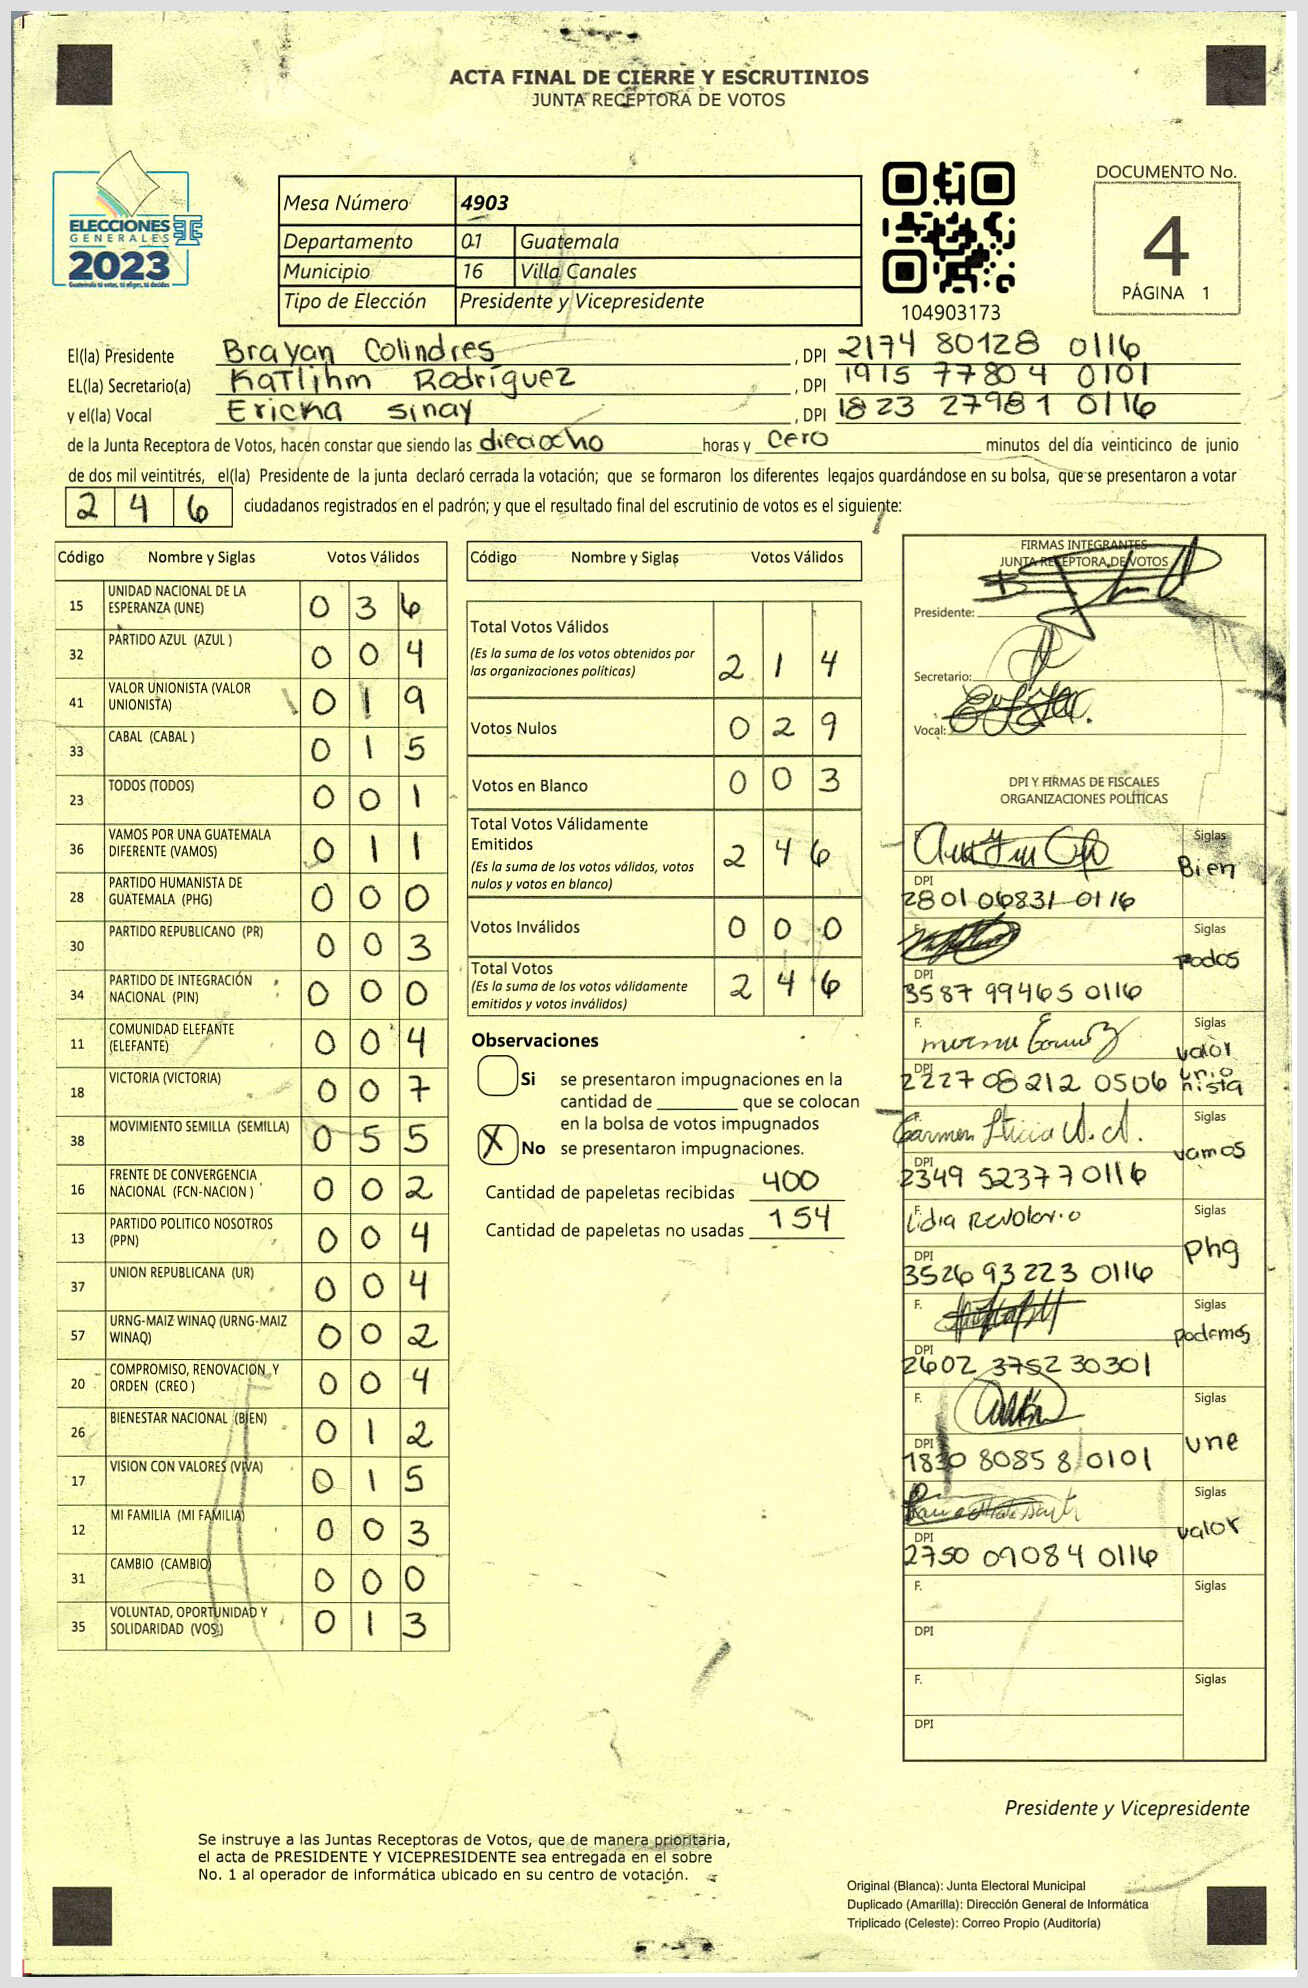 ACTA FINAL DE CIERRE Y ESCRUTINIOS
JUNTA RECEPTORA DE VOTOS
ELECCIONES
GENERALES
2023
Guatemala tú votas, tú eliges, tú decides
Mesa Número 4903
Departamento 01 Guatemala
Municipio 16 Villa Canales
Tipo de Elección Presidente y Vicepresidente
104903173
DOCUMENTO No.
4
PÁGINA 1
El(la) Presidente Brayan Colindres , DPI 2174 80128 0116
EL(la) Secretario(a) Katlihm Rodríguez , DPI 1915 77804 0101
y el(la) Vocal Ericka Sinay , DPI 1823 27981 0116
de la Junta Receptora de Votos, hacen constar que siendo las dieciocho horas y cero minutos del día veinticinco de junio
de dos mil veintitrés, el(la) Presidente de la junta declaró cerrada la votación; que se formaron los diferentes legajos guardándose en su bolsa, que se presentaron a votar
2 4 6 ciudadanos registrados en el padrón; y que el resultado final del escrutinio de votos es el siguiente:
Código Nombre y Siglas Votos Válidos
15 UNIDAD NACIONAL DE LA ESPERANZA (UNE) 0 3 6
32 PARTIDO AZUL (AZUL ) 0 0 4
41 VALOR UNIONISTA (VALOR UNIONISTA) 0 1 9
33 CABAL (CABAL ) 0 1 5
23 TODOS (TODOS) 0 0 1
36 VAMOS POR UNA GUATEMALA DIFERENTE (VAMOS) 0 1 1
28 PARTIDO HUMANISTA DE GUATEMALA (PHG) 0 0 0
30 PARTIDO REPUBLICANO (PR) 0 0 3
34 PARTIDO DE INTEGRACIÓN NACIONAL (PIN) 0 0 0
11 COMUNIDAD ELEFANTE (ELEFANTE) 0 0 4
18 VICTORIA (VICTORIA) 0 0 7
38 MOVIMIENTO SEMILLA (SEMILLA) 0 5 5
16 FRENTE DE CONVERGENCIA NACIONAL (FCN-NACION ) 0 0 2
13 PARTIDO POLITICO NOSOTROS (PPN) 0 0 4
37 UNION REPUBLICANA (UR) 0 0 4
57 URNG-MAIZ WINAQ (URNG-MAIZ WINAQ) 0 0 2
20 COMPROMISO, RENOVACION Y ORDEN (CREO ) 0 0 4
26 BIENESTAR NACIONAL (BIEN) 0 1 2
17 VISION CON VALORES (VIVA) 0 1 5
12 MI FAMILIA (MI FAMILIA) 0 0 3
31 CAMBIO (CAMBIO) 0 0 0
35 VOLUNTAD, OPORTUNIDAD Y SOLIDARIDAD (VOS) 0 1 3
Código Nombre y Siglas Votos Válidos
Total Votos Válidos
(Es la suma de los votos obtenidos por
las organizaciones políticas) 2 1 4
Votos Nulos 0 2 9
Votos en Blanco 0 0 3
Total Votos Válidamente
Emitidos 2 4 6
(Es la suma de los votos válidos, votos
nulos y votos en blanco)
Votos Inválidos 0 0 0
Total Votos
(Es la suma de los votos válidamente
emitidos y votos inválidos) 2 4 6
Observaciones
Si se presentaron impugnaciones en la
cantidad de ________ que se colocan
en la bolsa de votos impugnados
X No se presentaron impugnaciones.
Cantidad de papeletas recibidas 400
Cantidad de papeletas no usadas 154
FIRMAS INTEGRANTES
JUNTA RECEPTORA DE VOTOS
Presidente:
Secretario:
Vocal:
DPI Y FIRMAS DE FISCALES
ORGANIZACIONES POLÍTICAS
F. Siglas
Bien
DPI
2801 06831 0116
F. Siglas
Todos
DPI
3587 99465 0116
F. Siglas
valor
unio
nista
DPI
2227 08 212 0506
F. Siglas
Carmen
vamos
DPI
2349 52377 0116
F. Siglas
Lidia Revolorio
phg
DPI
3526 93 223 0116
F. Siglas
podemos
DPI
2602 3752 30301
F. Siglas
une
DPI
1830 8085 8 0101
F. Siglas
valor
DPI
2750 09084 0116
F. Siglas
DPI
F. Siglas
DPI
Presidente y Vicepresidente
Se instruye a las Juntas Receptoras de Votos, que de manera prioritaria,
el acta de PRESIDENTE Y VICEPRESIDENTE sea entregada en el sobre
No. 1 al operador de informática ubicado en su centro de votación.
Original (Blanca): Junta Electoral Municipal
Duplicado (Amarilla): Dirección General de Informática
Triplicado (Celeste): Correo Propio (Auditoría)